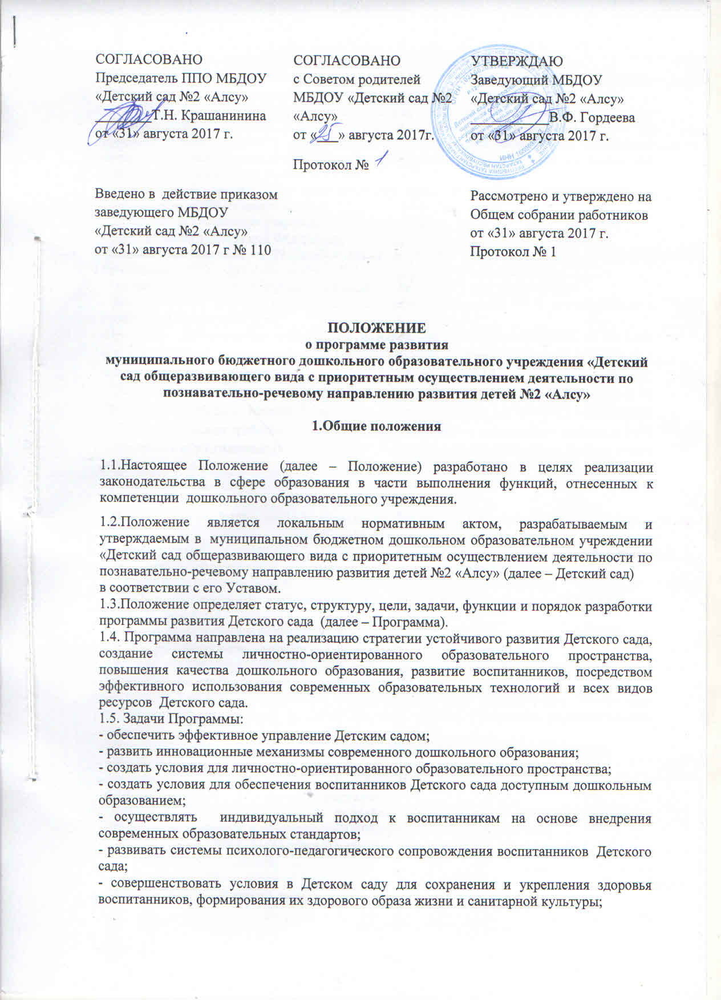 СОГЛАСОВАНО
Председатель ППО МБДОУ
«Детский сад №2 «Алсу»
________Т.Н. Крашанинина
от «31» августа 2017 г.
СОГЛАСОВАНО
с Советом родителей
МБДОУ «Детский сад №2
«Алсу»
от «25» августа 2017г.
Протокол № 1
УТВЕРЖДАЮ
Заведующий МБДОУ
«Детский сад №2 «Алсу»
___________В.Ф. Гордеева
от «31» августа 2017 г.
Введено в действие приказом
заведующего МБДОУ
«Детский сад №2 «Алсу»
от «31» августа 2017 г № 110
Рассмотрено и утверждено на
Общем собрании работников
от «31» августа 2017 г.
Протокол № 1
ПОЛОЖЕНИЕ
о программе развития
муниципального бюджетного дошкольного образовательного учреждения «Детский
сад общеразвивающего вида с приоритетным осуществлением деятельности по
познавательно-речевому направлению развития детей №2 «Алсу»
1.Общие положения
1.1.Настоящее Положение (далее – Положение) разработано в целях реализации
законодательства в сфере образования в части выполнения функций, отнесенных к
компетенции дошкольного образовательного учреждения.
1.2.Положение является локальным нормативным актом, разрабатываемым и
утверждаемым в муниципальном бюджетном дошкольном образовательном учреждении
«Детский сад общеразвивающего вида с приоритетным осуществлением деятельности по
познавательно-речевому направлению развития детей №2 «Алсу» (далее – Детский сад)
в соответствии с его Уставом.
1.3.Положение определяет статус, структуру, цели, задачи, функции и порядок разработки
программы развития Детского сада (далее – Программа).
1.4. Программа направлена на реализацию стратегии устойчивого развития Детского сада,
создание системы личностно-ориентированного образовательного пространства,
повышения качества дошкольного образования, развитие воспитанников, посредством
эффективного использования современных образовательных технологий и всех видов
ресурсов Детского сада.
1.5. Задачи Программы:
- обеспечить эффективное управление Детским садом;
- развить инновационные механизмы современного дошкольного образования;
- создать условия для личностно-ориентированного образовательного пространства;
- создать условия для обеспечения воспитанников Детского сада доступным дошкольным
образованием;
- осуществлять индивидуальный подход к воспитанникам на основе внедрения
современных образовательных стандартов;
- развивать системы психолого-педагогического сопровождения воспитанников Детского
сада;
- совершенствовать условия в Детском саду для сохранения и укрепления здоровья
воспитанников, формирования их здорового образа жизни и санитарной культуры;